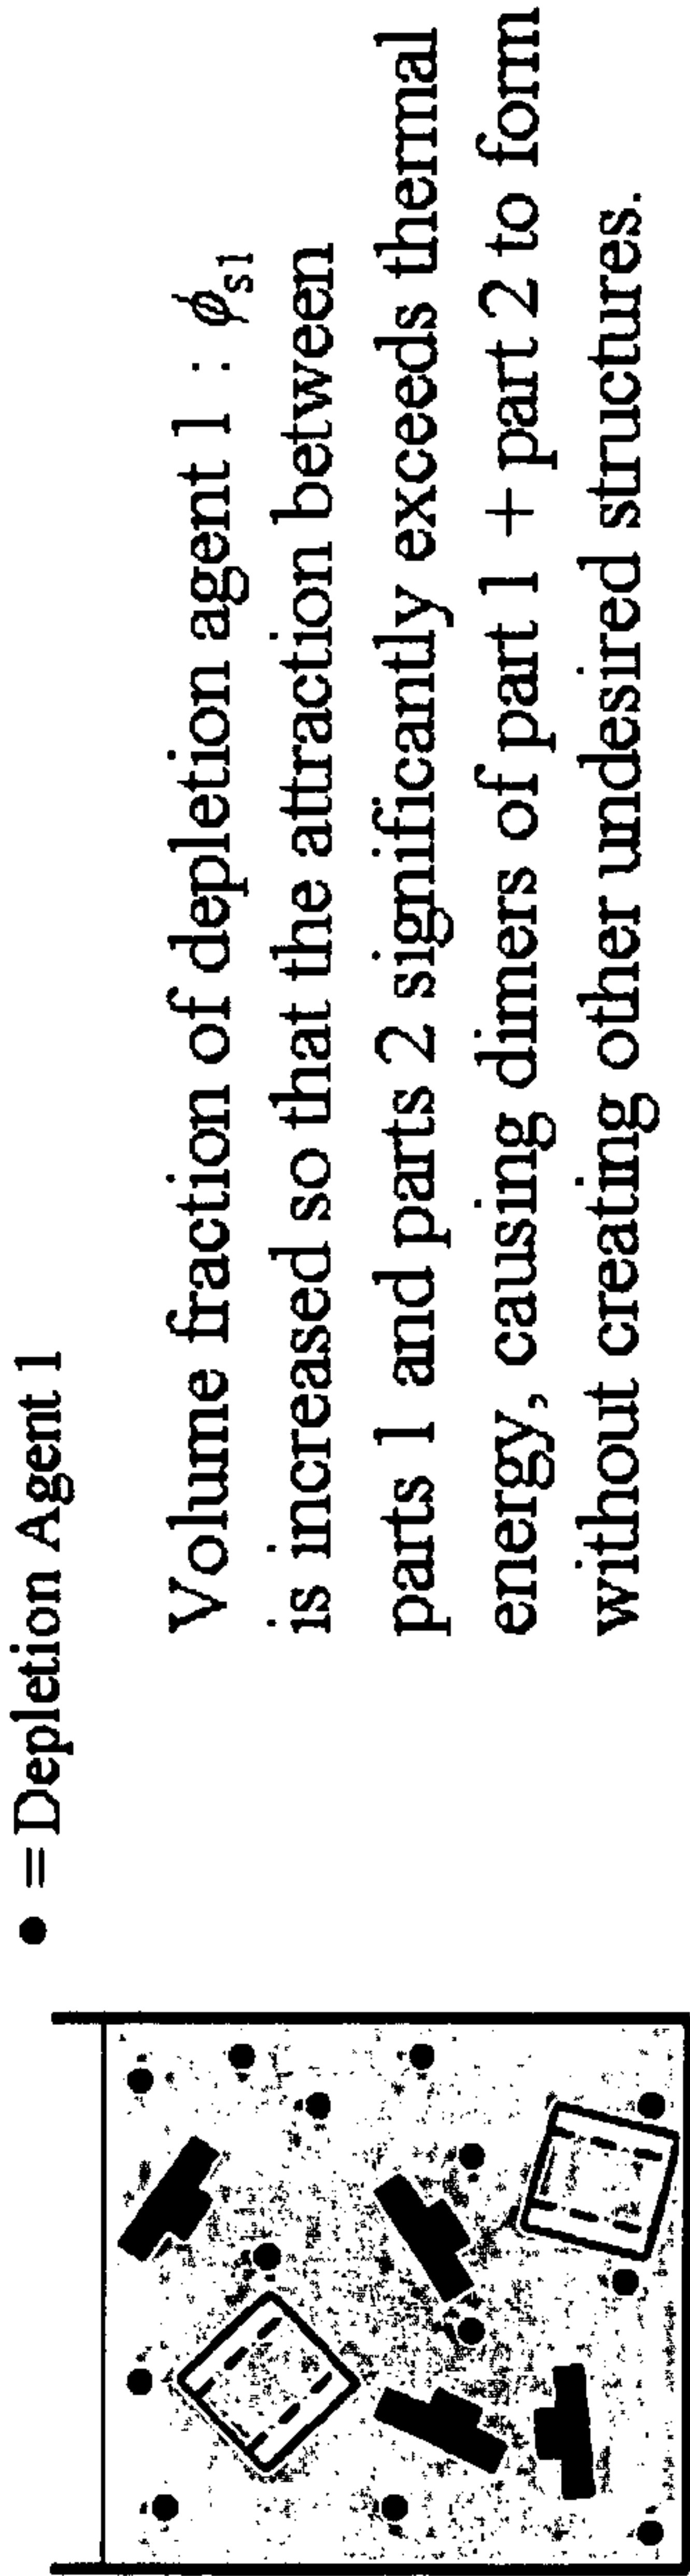 ● = Depletion Agent 1
Volume fraction of depletion agent 1 : ϕs1
is increased so that the attraction between
parts 1 and parts 2 significantly exceeds thermal
energy, causing dimers of part 1 + part 2 to form
without creating other undesired structures.